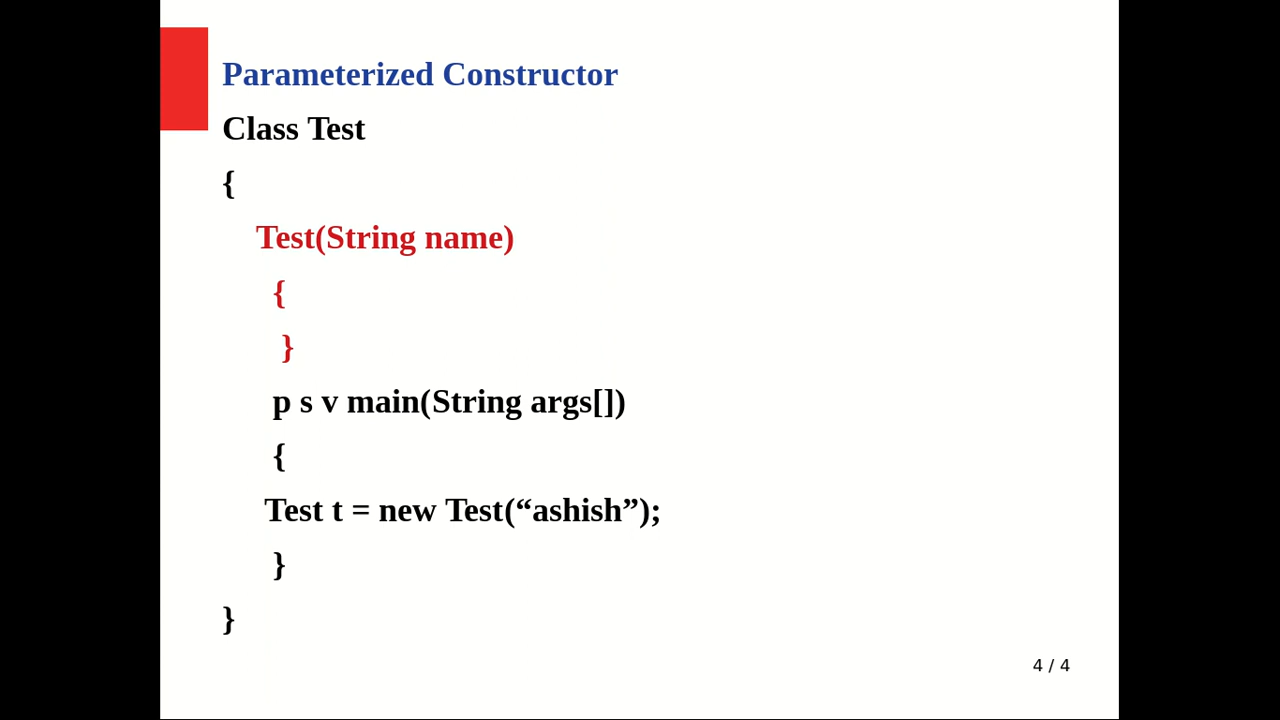 Parameterized Constructor
Class Test
{
Test(String name)
{
}
p s v main(String args[])
{
Test t = new Test(“ashish”);
}
}
4 / 4